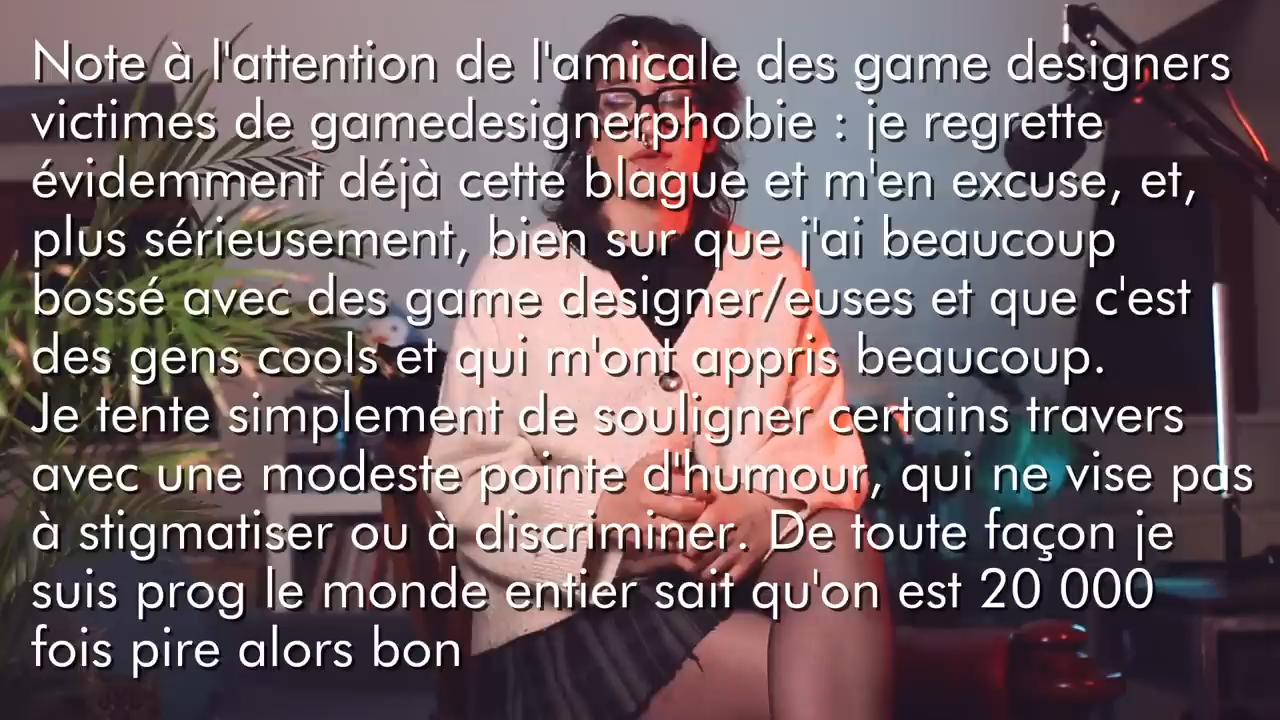 Note à l'attention de l'amicale des game designers
victimes de gamedesignerphobie : je regrette
évidemment déjà cette blague et m'en excuse, et,
plus sérieusement, bien sur que j'ai beaucoup
bossé avec des game designer/euses et que c'est
des gens cools et qui m'ont appris beaucoup.
Je tente simplement de souligner certains travers
avec une modeste pointe d'humour, qui ne vise pas
à stigmatiser ou à discriminer. De toute façon je
suis prog le monde entier sait qu'on est 20 000
fois pire alors bon